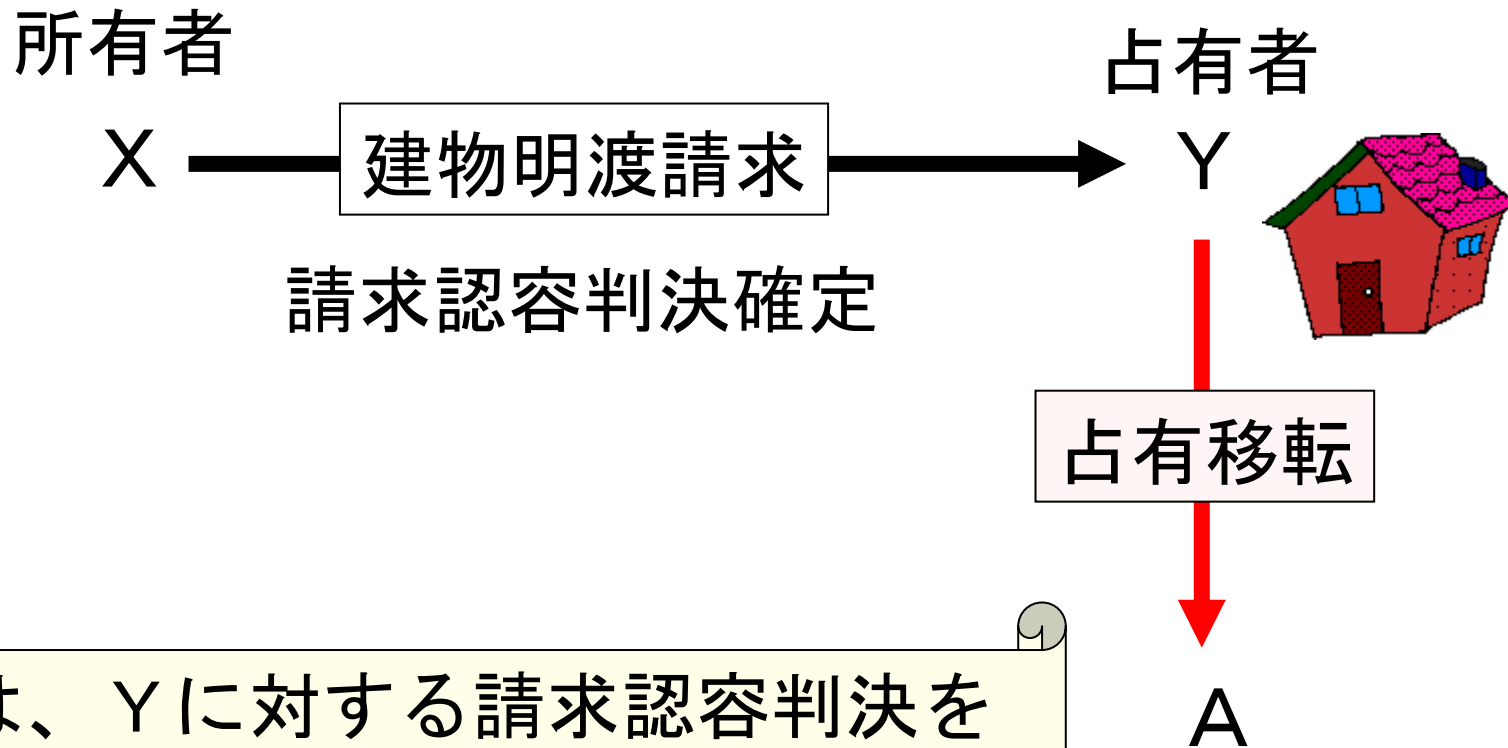 所有者
占有者
X
建物明渡請求
Y
請求認容判決確定
占有移転
は、Yに対する請求認容判決を
A